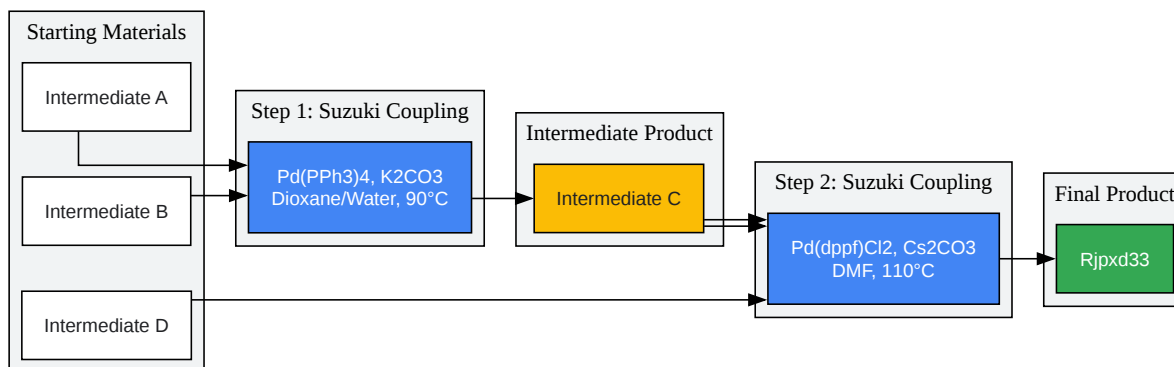 Starting Materials
Intermediate A
Intermediate B
Intermediate D
Step 1: Suzuki Coupling
Pd(PPh3)4, K2CO3
Dioxane/Water, 90°C
Intermediate Product
Intermediate C
Step 2: Suzuki Coupling
Pd(dppf)Cl2, Cs2CO3
DMF, 110°C
Final Product
Rjpxd33